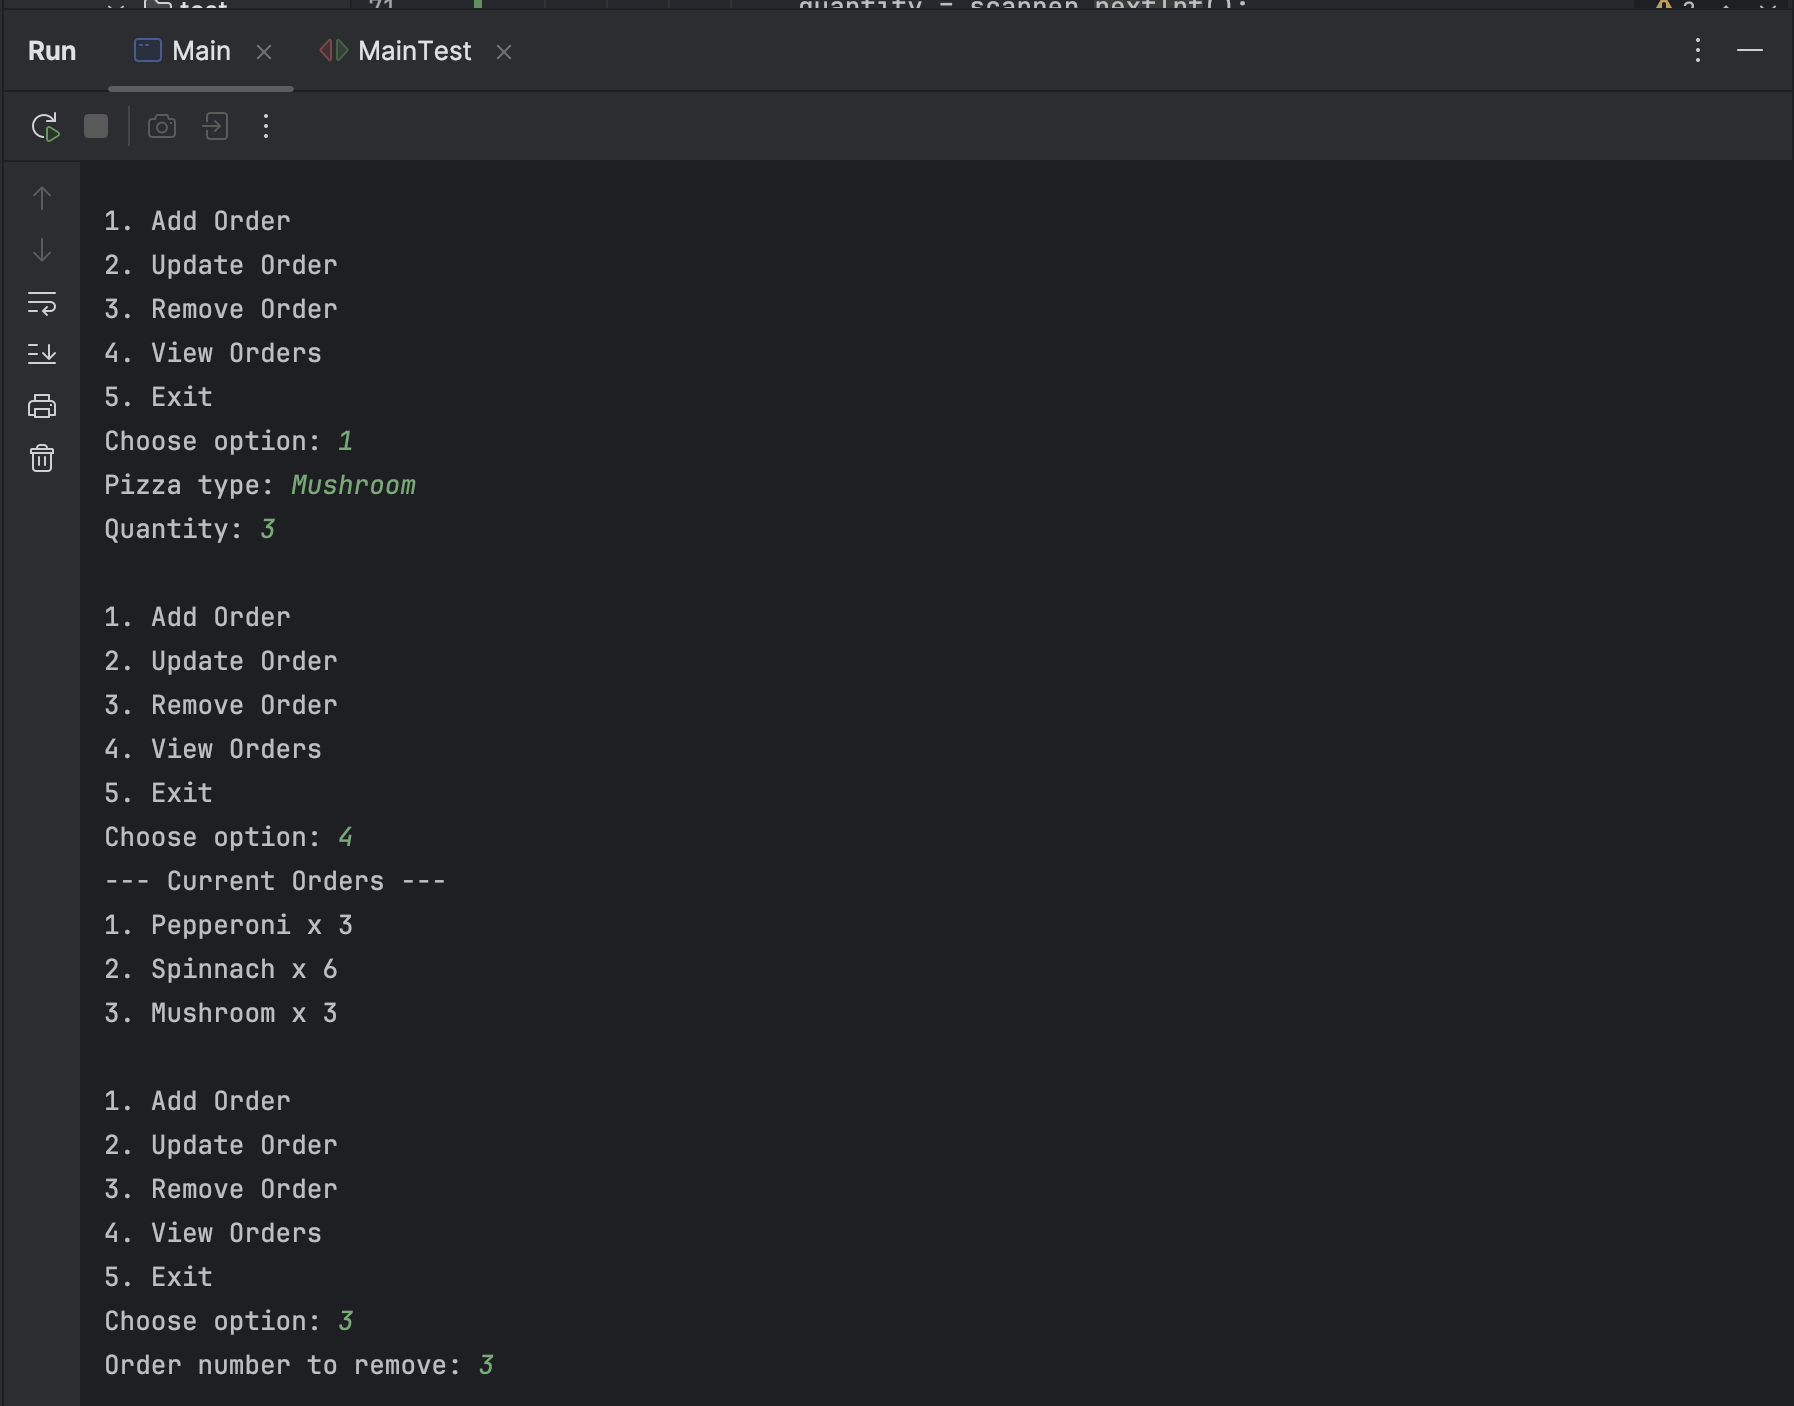 test 71 quantity = scanner.nextInt();
Run Main MainTest
1. Add Order
2. Update Order
3. Remove Order
4. View Orders
5. Exit
Choose option: 1
Pizza type: Mushroom
Quantity: 3
1. Add Order
2. Update Order
3. Remove Order
4. View Orders
5. Exit
Choose option: 4
--- Current Orders ---
1. Pepperoni x 3
2. Spinnach x 6
3. Mushroom x 3
1. Add Order
2. Update Order
3. Remove Order
4. View Orders
5. Exit
Choose option: 3
Order number to remove: 3